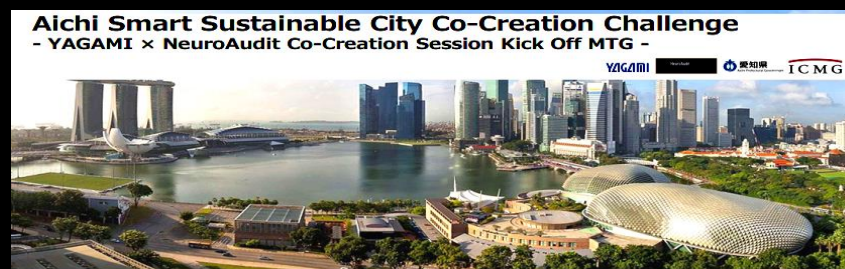 Aichi Smart Sustainable City Co-Creation Challenge
- YAGAMI × NeuroAudit Co-Creation Session Kick Off MTG -
YAGAMI
NeuroAudit
愛知県
ICMG